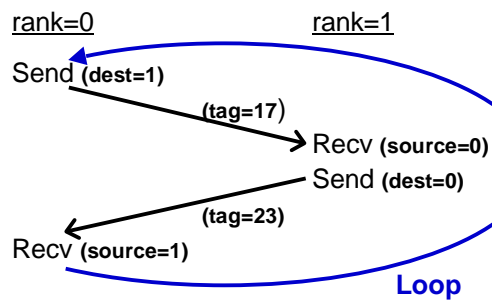 rank=0 rank=1
Send (dest=1)
(tag=17)
Recv (source=0)
Send (dest=0)
(tag=23)
Recv (source=1)
Loop